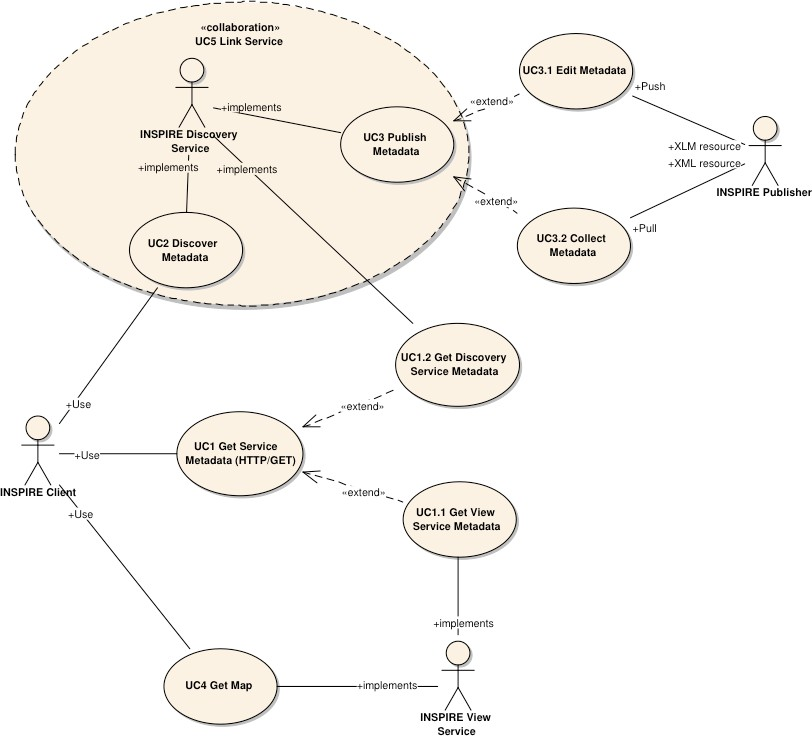 «collaboration»
UC5 Link Service
UC3.1 Edit Metadata
+Push
«extend»
+implements
INSPIRE Discovery
Service
UC3 Publish
Metadata
+XLM resource
+XML resource
INSPIRE Publisher
+implements
+implements
«extend»
+Pull
UC3.2 Collect
Metadata
UC2 Discover
Metadata
UC1.2 Get Discovery
Service Metadata
+Use
«extend»
UC1 Get Service
Metadata (HTTP/GET)
+Use
INSPIRE Client
«extend»
+Use
UC1.1 Get View
Service Metadata
+implements
UC4 Get Map
+implements
INSPIRE View
Service